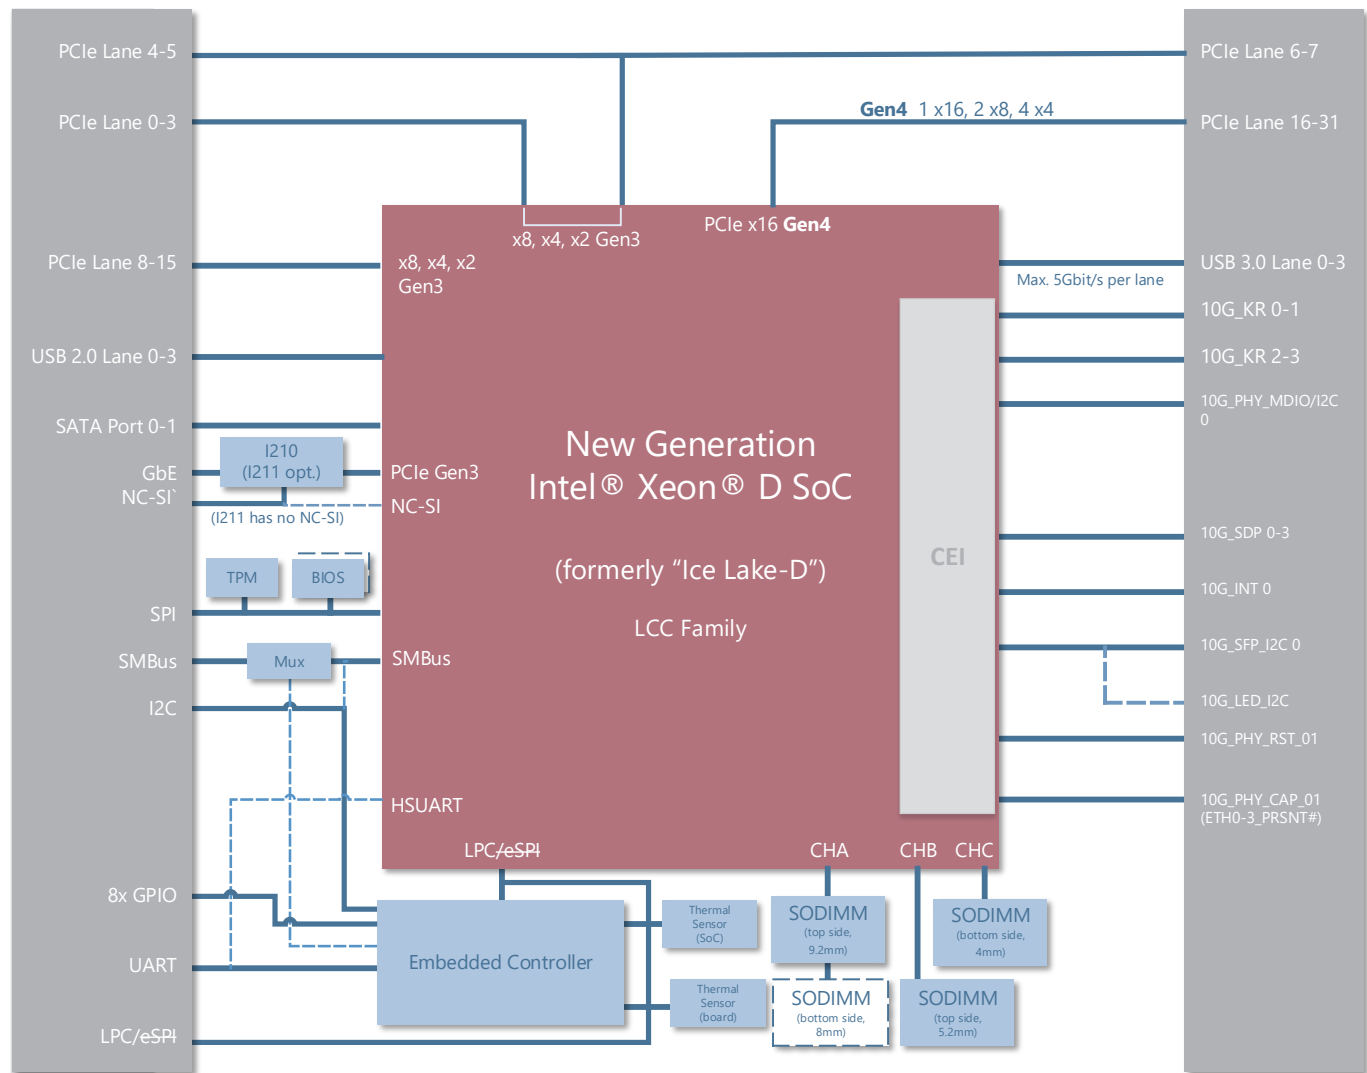 PCIe Lane 4-5
PCIe Lane 6-7
PCIe Lane 0-3
Gen4 1 x16, 2 x8, 4 x4
PCIe Lane 16-31
PCIe x16 Gen4
x8, x4, x2 Gen3
PCIe Lane 8-15
x8, x4, x2
Gen3
USB 3.0 Lane 0-3
Max. 5Gbit/s per lane
10G_KR 0-1
USB 2.0 Lane 0-3
10G_KR 2-3
10G_PHY_MDIO/I2C
0
SATA Port 0-1
I210
(I211 opt.)
GbE
PCIe Gen3
NC-SI`
NC-SI
(I211 has no NC-SI)
New Generation
Intel® Xeon® D SoC
(formerly “Ice Lake-D”)
LCC Family
CEI
10G_SDP 0-3
TPM
BIOS
10G_INT 0
SPI
SMBus
Mux
SMBus
10G_SFP_I2C 0
I2C
10G_LED_I2C
10G_PHY_RST_01
HSUART
10G_PHY_CAP_01
(ETH0-3_PRSNT#)
LPC/eSPI
CHA
CHB
CHC
8x GPIO
Thermal
Sensor
(SoC)
SODIMM
(top side,
9.2mm)
SODIMM
(bottom side,
4mm)
UART
Embedded Controller
Thermal
Sensor
(board)
SODIMM
(bottom side,
8mm)
SODIMM
(top side,
5.2mm)
LPC/eSPI